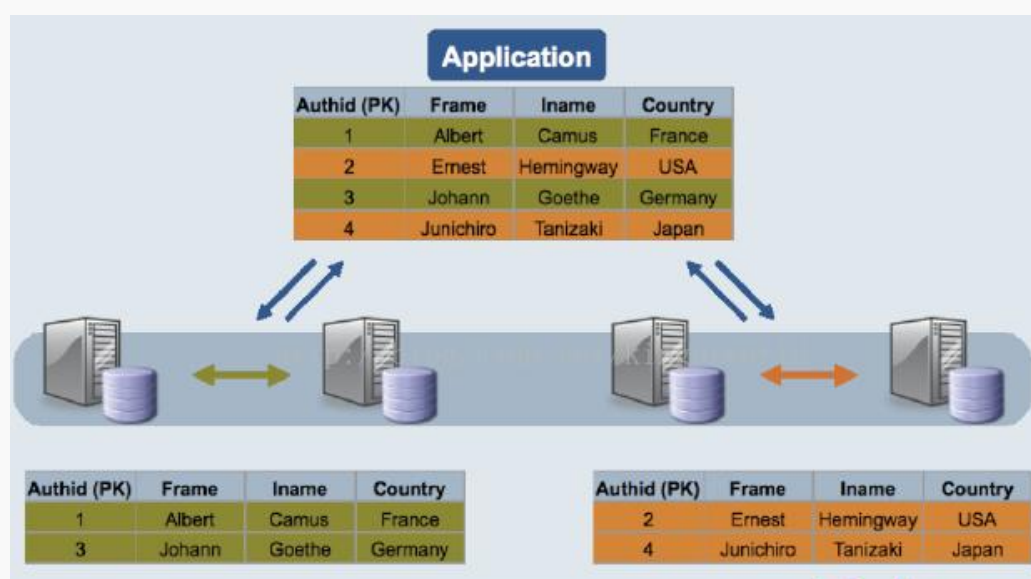 Application
Authid (PK) Frame Iname Country
1 Albert Camus France
2 Ernest Hemingway USA
3 Johann Goethe Germany
4 Junichiro Tanizaki Japan
Authid (PK) Frame Iname Country
1 Albert Camus France
3 Johann Goethe Germany
Authid (PK) Frame Iname Country
2 Ernest Hemingway USA
4 Junichiro Tanizaki Japan